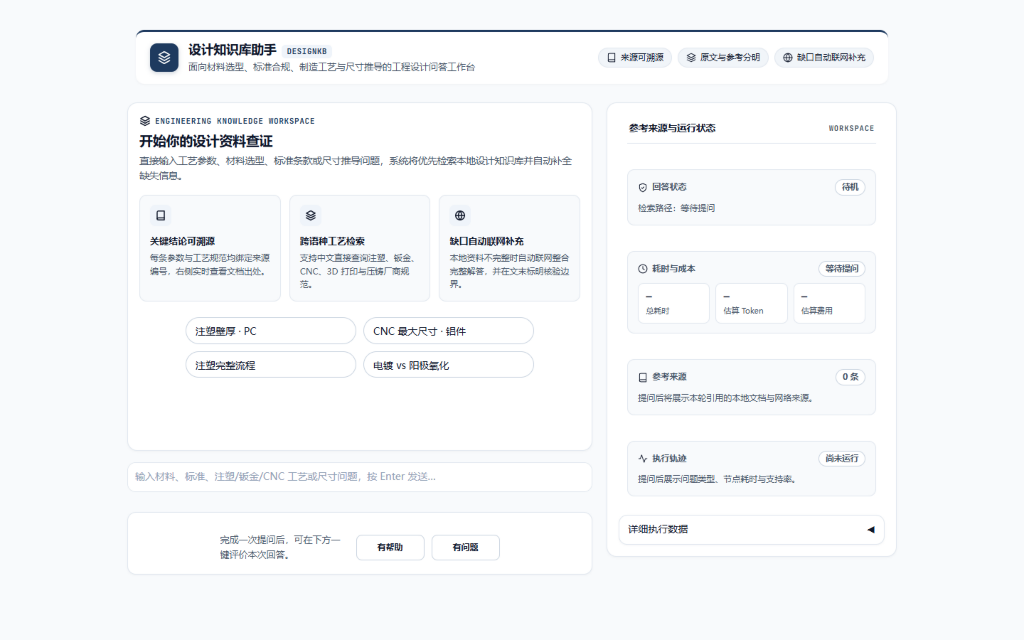 设计知识库助手 DESIGNKB
面向材料选型、标准合规、制造工艺与尺寸推导的工程设计问答工作台
来源可溯源
原文与参考分明
缺口自动联网补充
ENGINEERING KNOWLEDGE WORKSPACE
开始你的设计资料查证
直接输入工艺参数、材料选型、标准条款或尺寸推导问题，系统将优先检索本地设计知识库并自动补全
缺失信息。
关键结论可溯源
每条参数与工艺规范均绑定来源
编号，右侧实时查看文档出处。
跨语种工艺检索
支持中文直接查询注塑、钣金、
CNC、3D 打印与压铸厂商规
范。
缺口自动联网补充
本地资料不完整时自动联网整合
完整解答，并在文末标明核验边
界。
注塑壁厚 · PC
CNC 最大尺寸 · 铝件
注塑完整流程
电镀 vs 阳极氧化
输入材料、标准、注塑/钣金/CNC 工艺或尺寸问题，按 Enter 发送...
完成一次提问后，可在下方一
键评价本次回答。
有帮助
有问题
参考来源与运行状态
WORKSPACE
回答状态
待机
检索路径：等待提问
耗时与成本
等待提问
–
总耗时
–
估算 Token
–
估算费用
参考来源
0 条
提问后将展示本轮引用的本地文档与网络来源。
执行轨迹
尚未运行
提问后展示问题类型、节点耗时与支持率。
详细执行数据